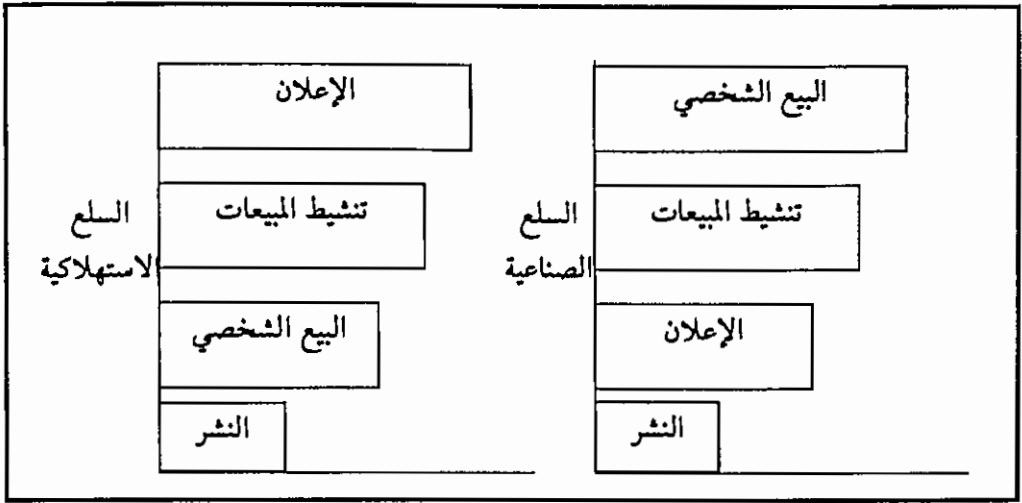 البيع الشخصي
تنشيط المبيعات
السلع
الصناعية
الإعلان
النشر
الإعلان
تنشيط المبيعات
السلع
الاستهلاكية
البيع الشخصي
النشر